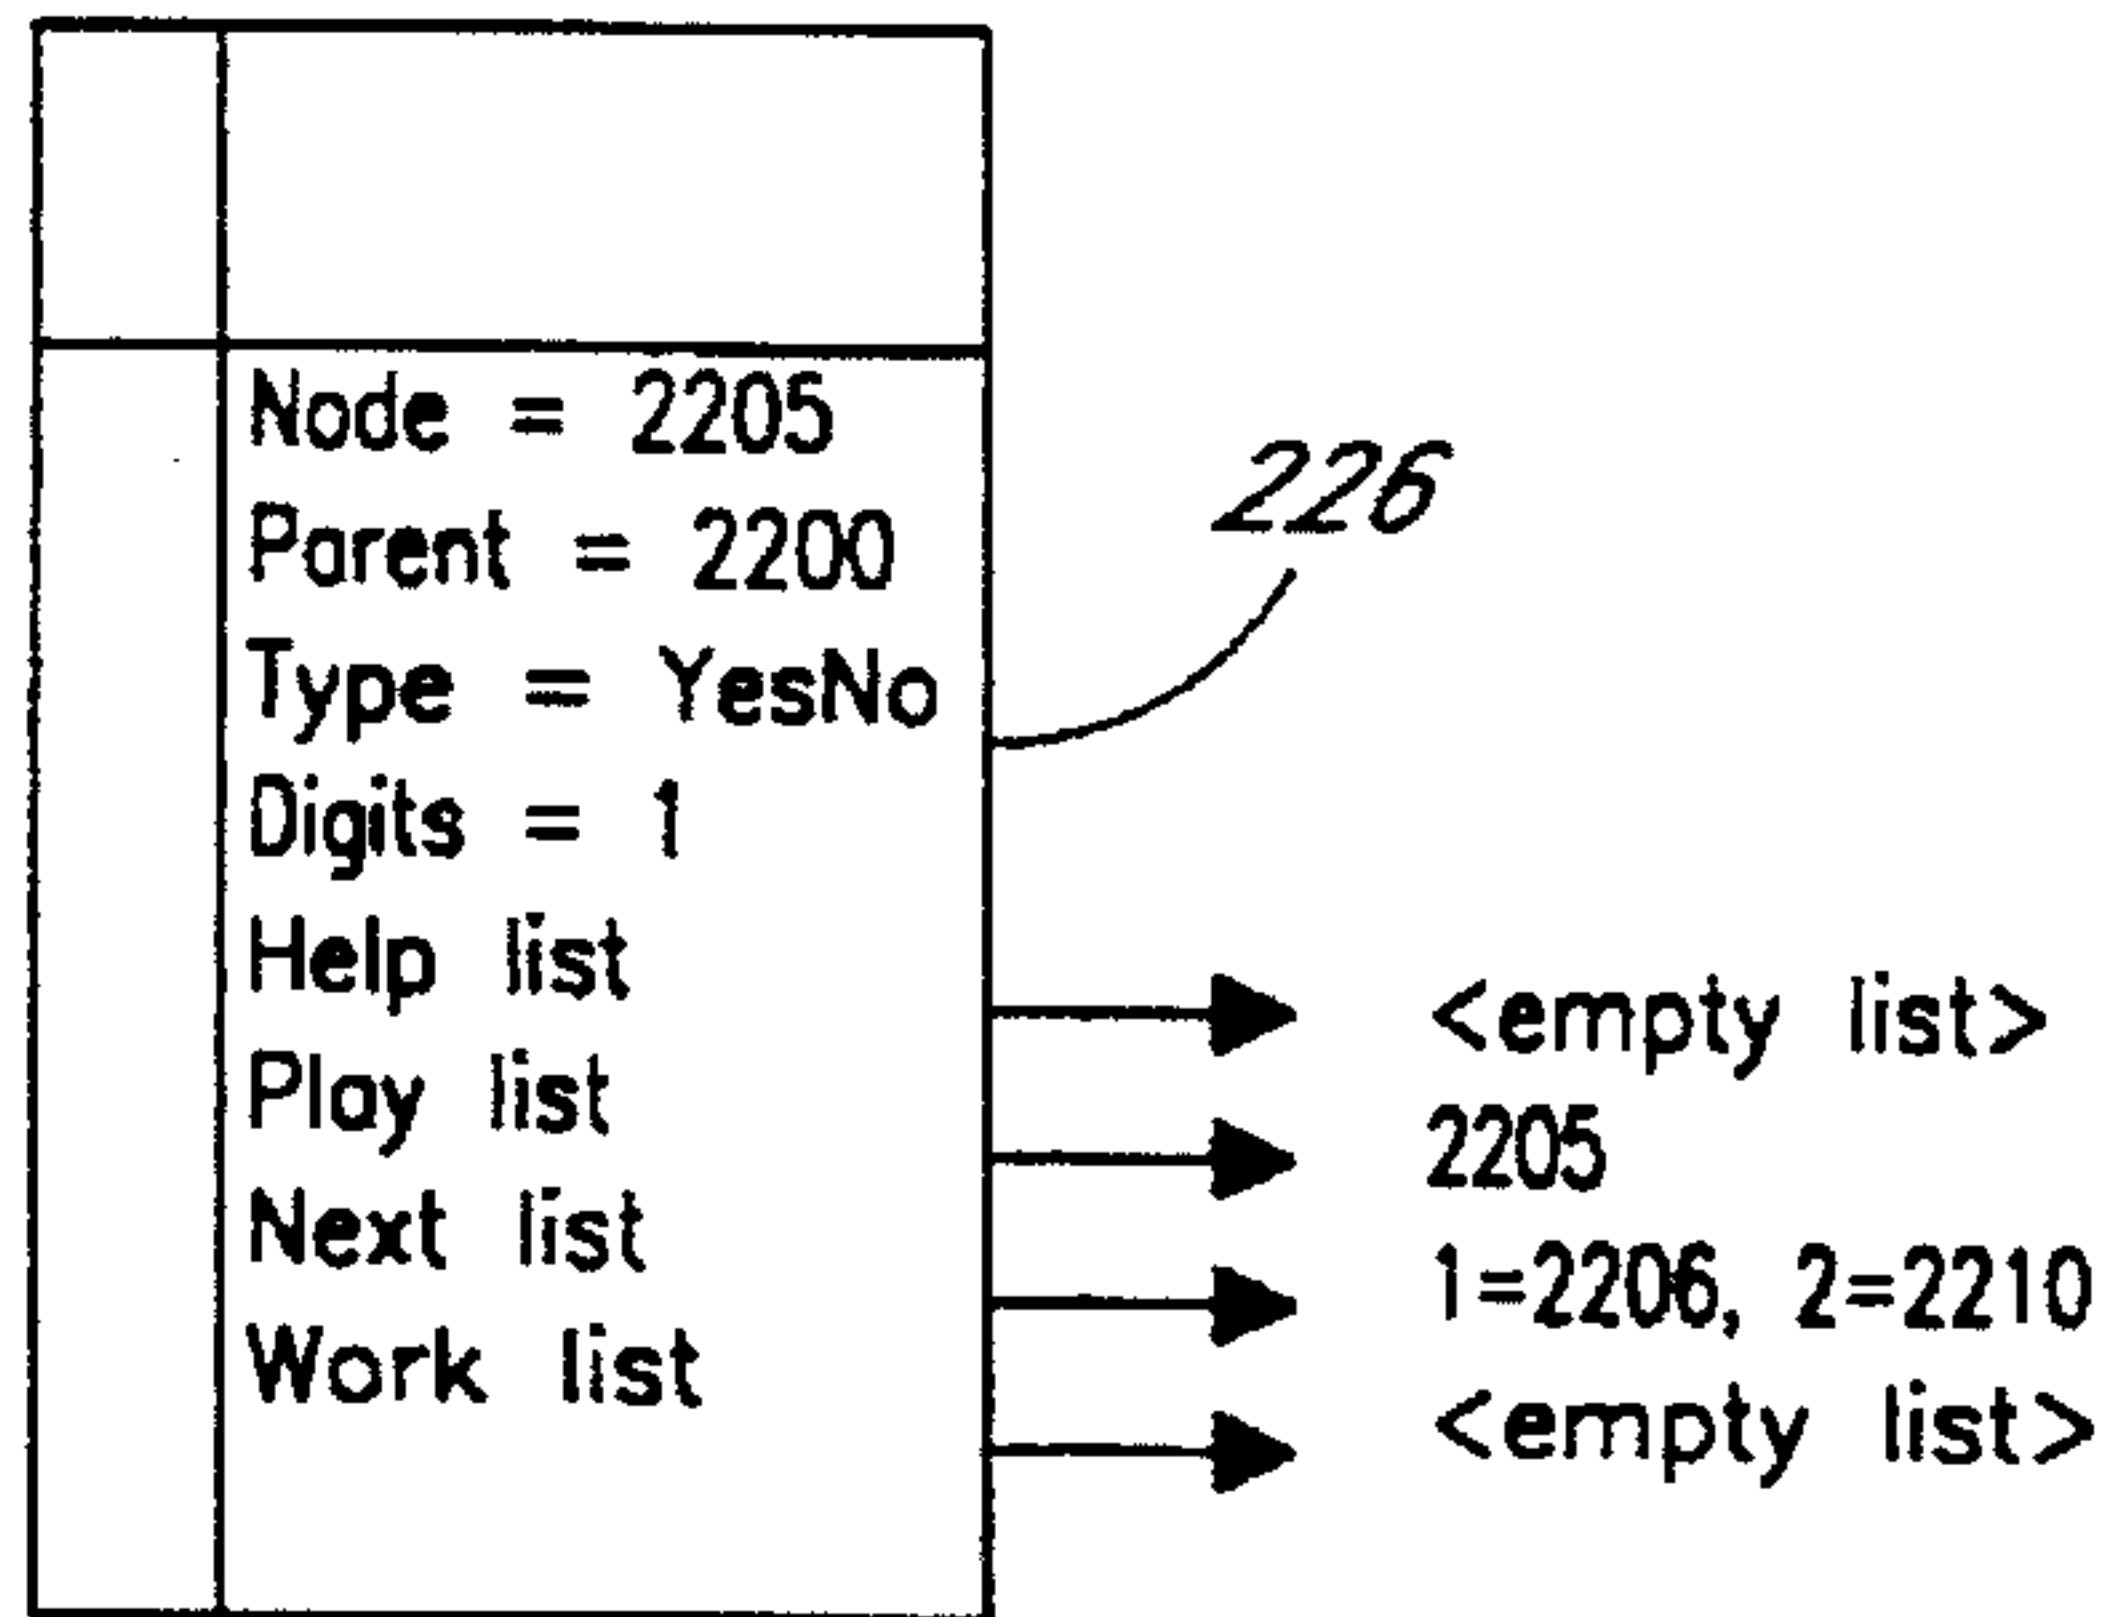 Node = 2205
Parent = 2200
226
Type = YesNo
Digits = 1
Help list
<empty list>
Play list
2205
Next list
1=2206, 2=2210
Work list
<empty list>